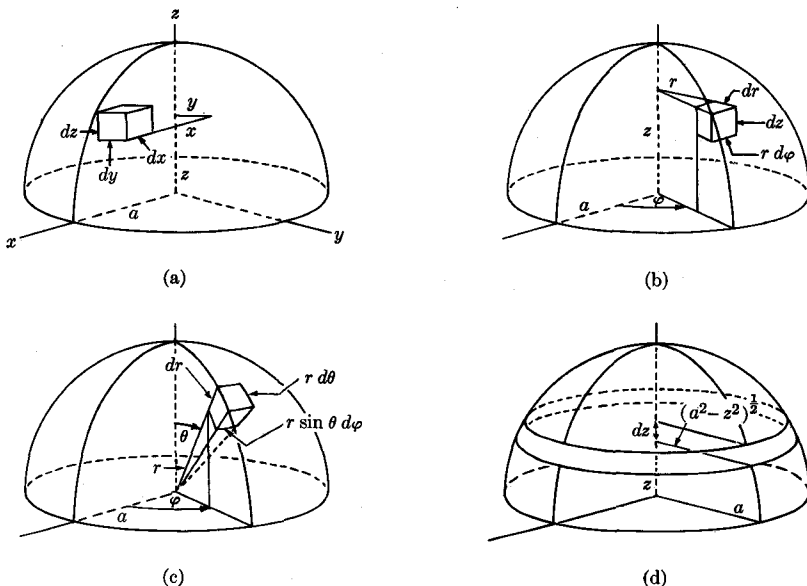 z
y
dz
x
dx
dy
z
a
x
y
(a)
r
dr
dz
z
r dφ
a
φ
(b)
dr
r dθ
θ
r sin θ dφ
r
φ
a
(c)
(a² − z²)^½
dz
z
a
(d)